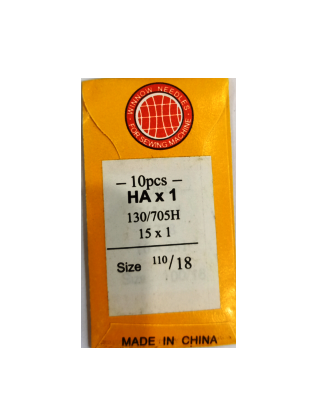 WINNOW NEEDLES
FOR SEWING MACHINE
– 10pcs –
HA x 1
130/705H
15 x 1
Size 110/18
MADE IN CHINA